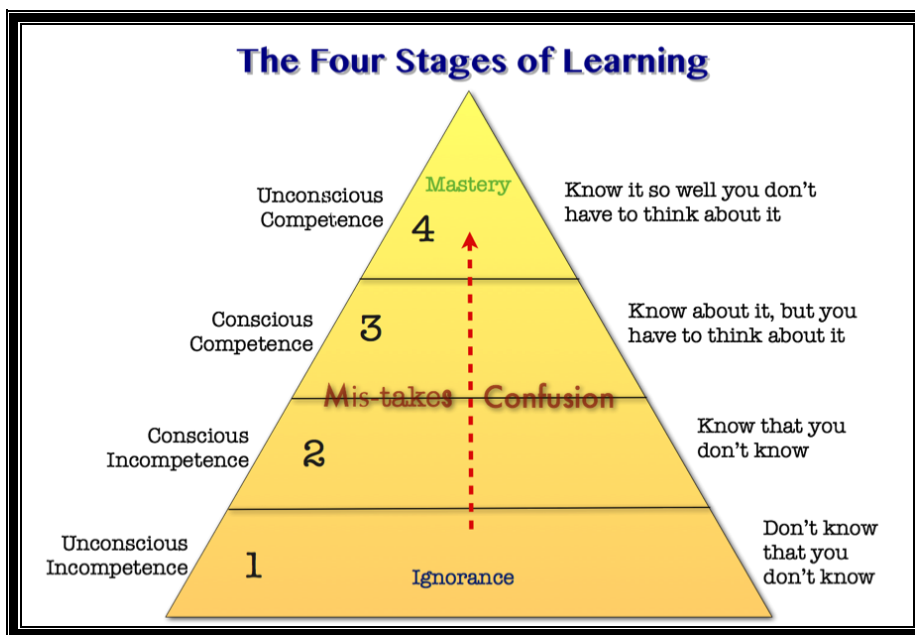 The Four Stages of Learning
Mastery
Unconscious
Competence
4
Know it so well you don't
have to think about it
Conscious
Competence
3
Know about it, but you
have to think about it
Mis-takes Confusion
Conscious
Incompetence
2
Know that you
don't know
Unconscious
Incompetence
1
Ignorance
Don't know
that you
don't know